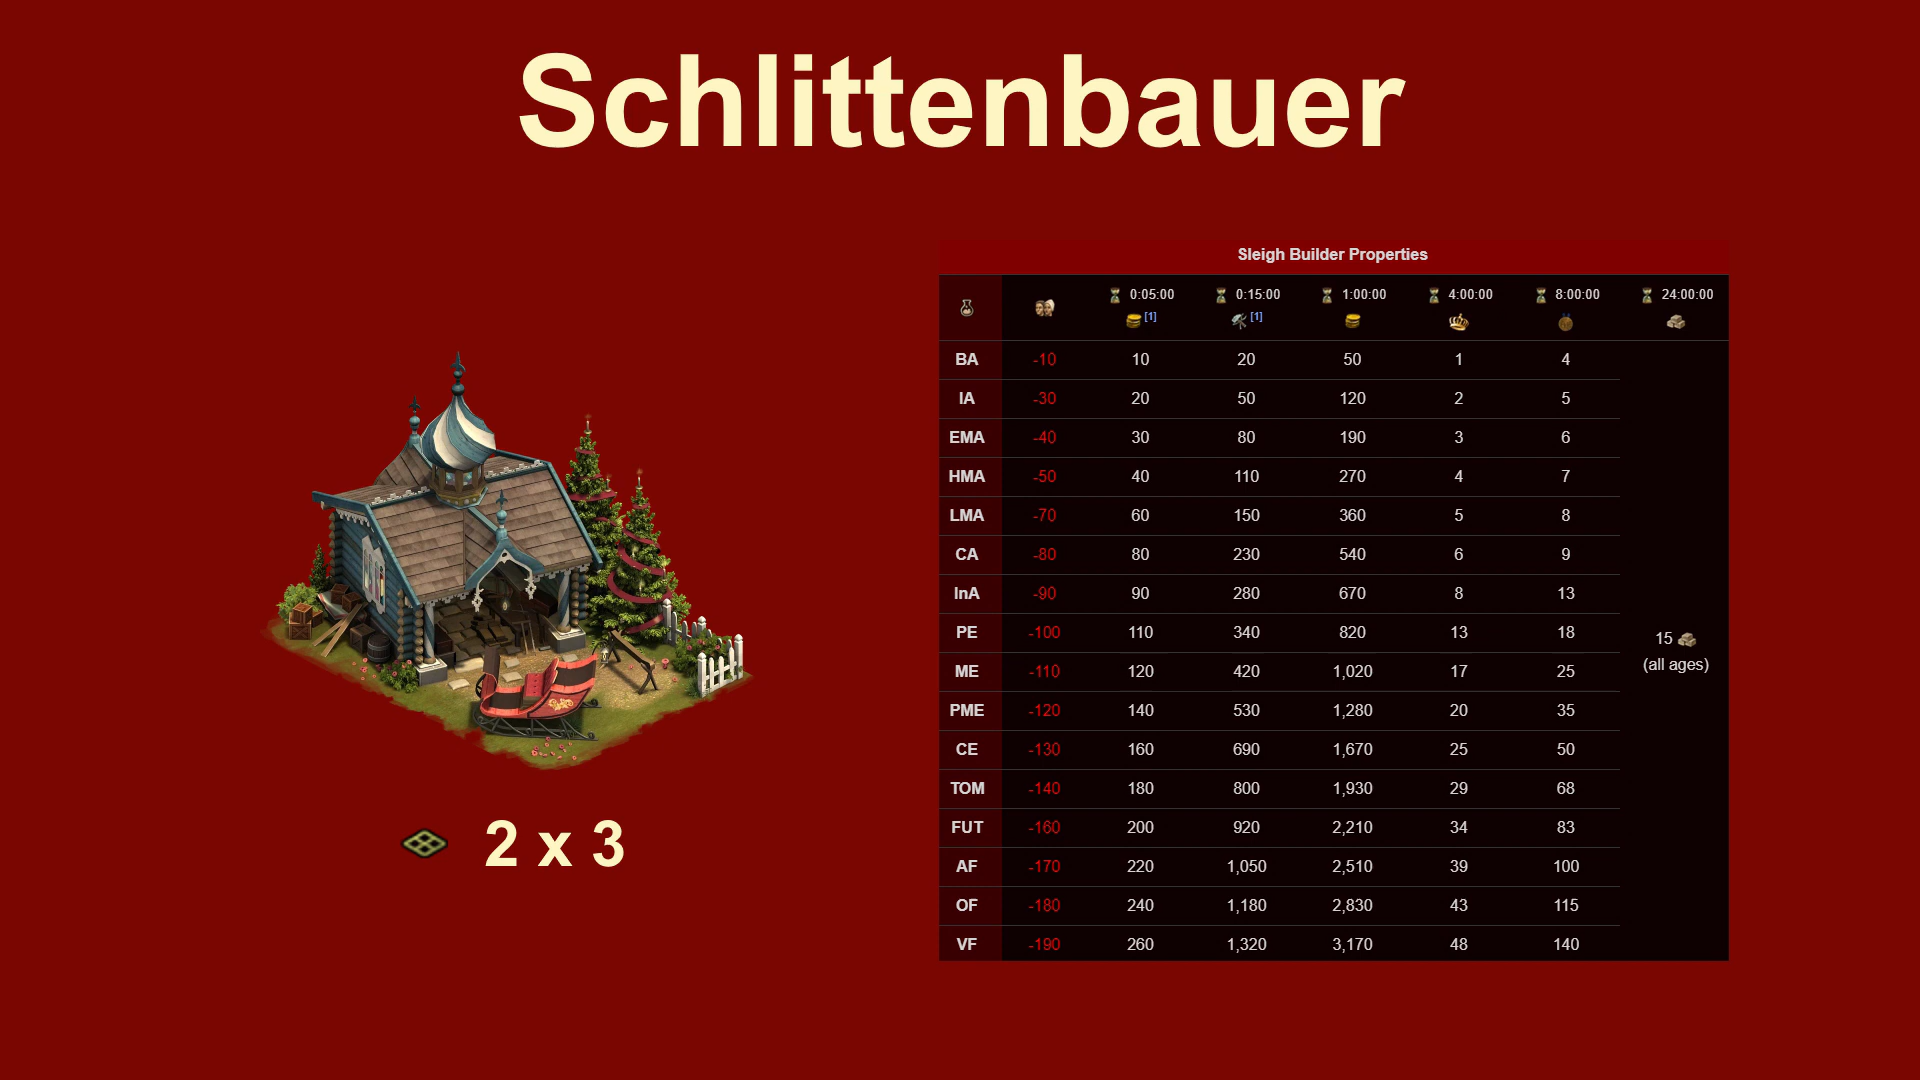 Schlittenbauer
Sleigh Builder Properties
0:05:00 0:15:00 1:00:00 4:00:00 8:00:00 24:00:00
[1] [1]
BA -10 10 20 50 1 4
IA -30 20 50 120 2 5
EMA -40 30 80 190 3 6
HMA -50 40 110 270 4 7
LMA -70 60 150 360 5 8
CA -80 80 230 540 6 9
InA -90 90 280 670 8 13
PE -100 110 340 820 13 18
15
(all ages)
ME -110 120 420 1,020 17 25
PME -120 140 530 1,280 20 35
CE -130 160 690 1,670 25 50
TOM -140 180 800 1,930 29 68
FUT -160 200 920 2,210 34 83
AF -170 220 1,050 2,510 39 100
OF -180 240 1,180 2,830 43 115
VF -190 260 1,320 3,170 48 140
2 x 3